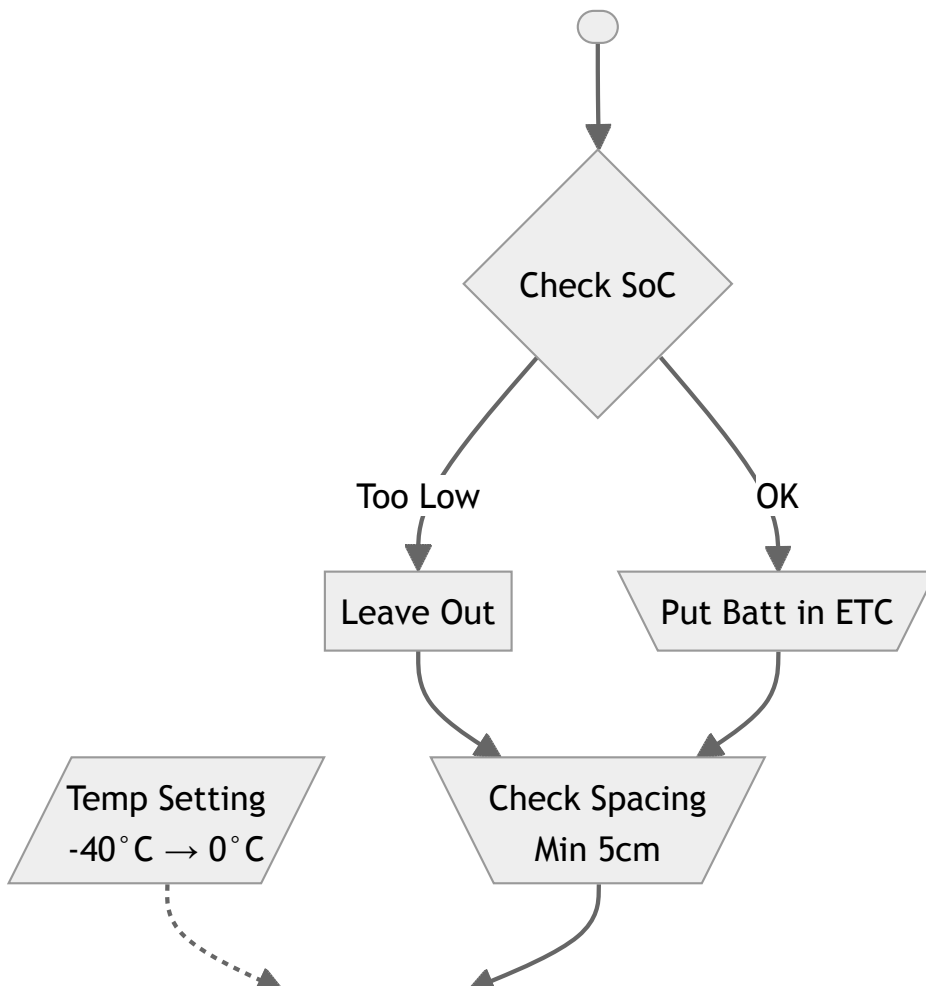 Check SoC
Too Low
OK
Leave Out
Put Batt in ETC
Temp Setting
-40°C → 0°C
Check Spacing
Min 5cm